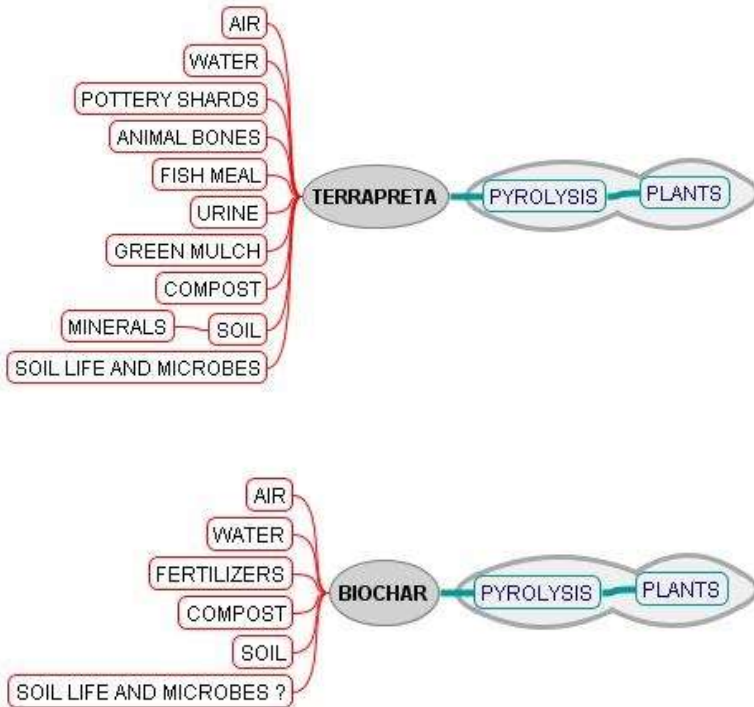 AIR
WATER
POTTERY SHARDS
ANIMAL BONES
FISH MEAL
URINE
GREEN MULCH
COMPOST
MINERALS SOIL
SOIL LIFE AND MICROBES
TERRAPRETA PYROLYSIS PLANTS
AIR
WATER
FERTILIZERS
COMPOST
SOIL
SOIL LIFE AND MICROBES ?
BIOCHAR PYROLYSIS PLANTS